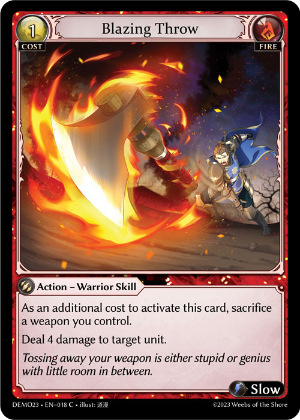 1
Blazing Throw
COST
FIRE
Action – Warrior Skill
As an additional cost to activate this card, sacrifice
a weapon you control.
Deal 4 damage to target unit.
Tossing away your weapon is either stupid or genius
with little room in between.
DEMO23 • EN-018 C • illust:
©2023 Weebs of the Shore
Slow